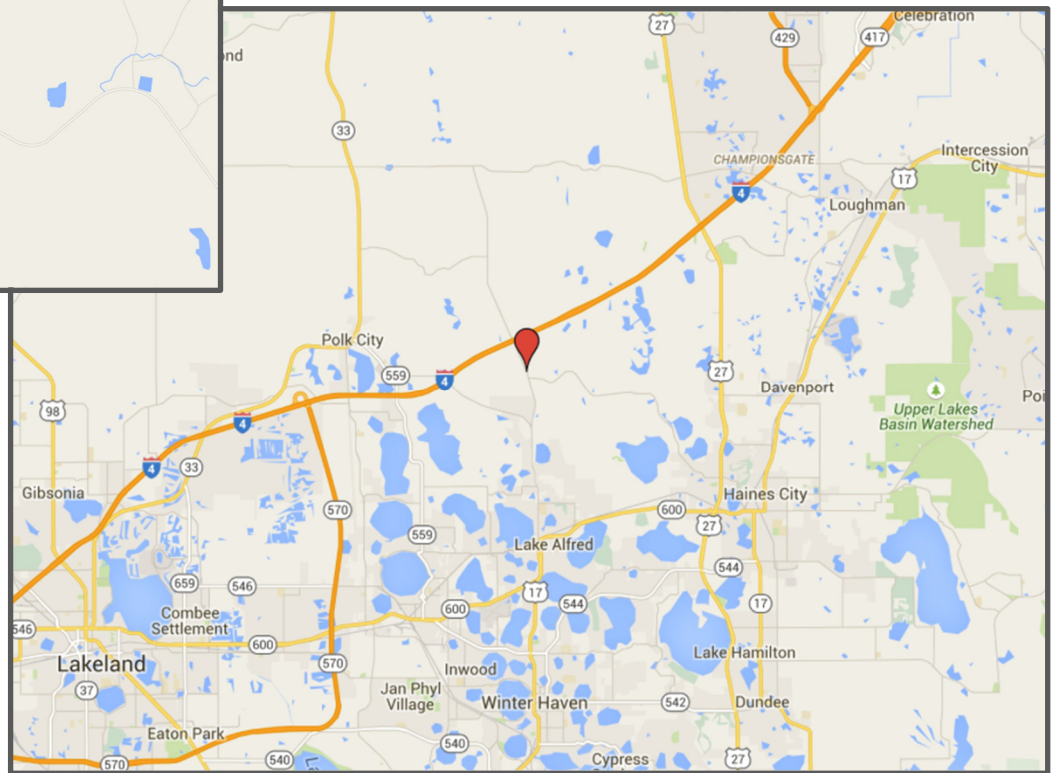 Celebration
27
429
417
ond
33
CHAMPIONSGATE
Intercession
City
17
4
Loughman
Polk City
559
4
27
Davenport
Upper Lakes
Basin Watershed
Poi
98
4
4
33
Gibsonia
Haines City
570
600
27
559
Lake Alfred
544
659
546
600
17
544
17
Combee
Settlement
546
600
570
Lakeland
Inwood
Lake Hamilton
37
Jan Phyl
Village
Winter Haven
542
Dundee
Eaton Park
540
540
570
Cypress
27